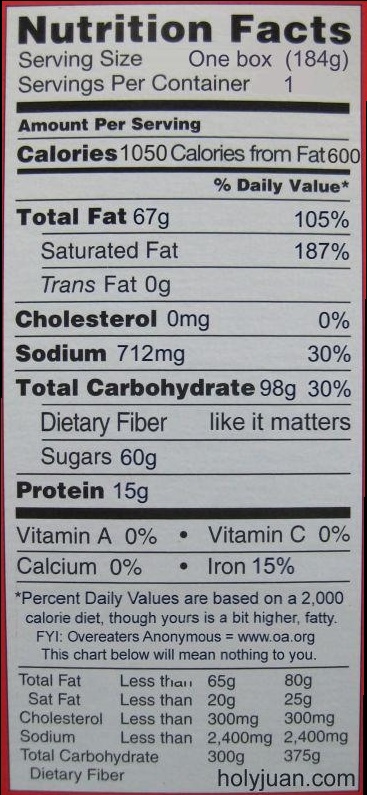 Nutrition Facts
Serving Size One box (184g)
Servings Per Container 1
Amount Per Serving
Calories 1050 Calories from Fat 600
% Daily Value*
Total Fat 67g 105%
Saturated Fat 187%
Trans Fat 0g
Cholesterol 0mg 0%
Sodium 712mg 30%
Total Carbohydrate 98g 30%
Dietary Fiber like it matters
Sugars 60g
Protein 15g
Vitamin A 0% • Vitamin C 0%
Calcium 0% • Iron 15%
*Percent Daily Values are based on a 2,000
calorie diet, though yours is a bit higher, fatty.
FYI: Overeaters Anonymous = www.oa.org
This chart below will mean nothing to you.
Total Fat Less than 65g 80g
Sat Fat Less than 20g 25g
Cholesterol Less than 300mg 300mg
Sodium Less than 2,400mg 2,400mg
Total Carbohydrate 300g 375g
Dietary Fiber
holyjuan.com